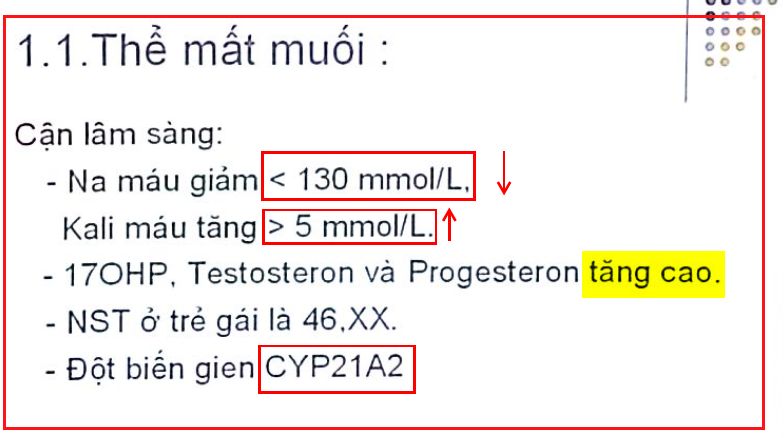 1.1.Thể mất muối :
Cận lâm sàng:
- Na máu giảm < 130 mmol/L,
Kali máu tăng > 5 mmol/L.
- 17OHP, Testosteron và Progesteron tăng cao.
- NST ở trẻ gái là 46,XX.
- Đột biến gien CYP21A2